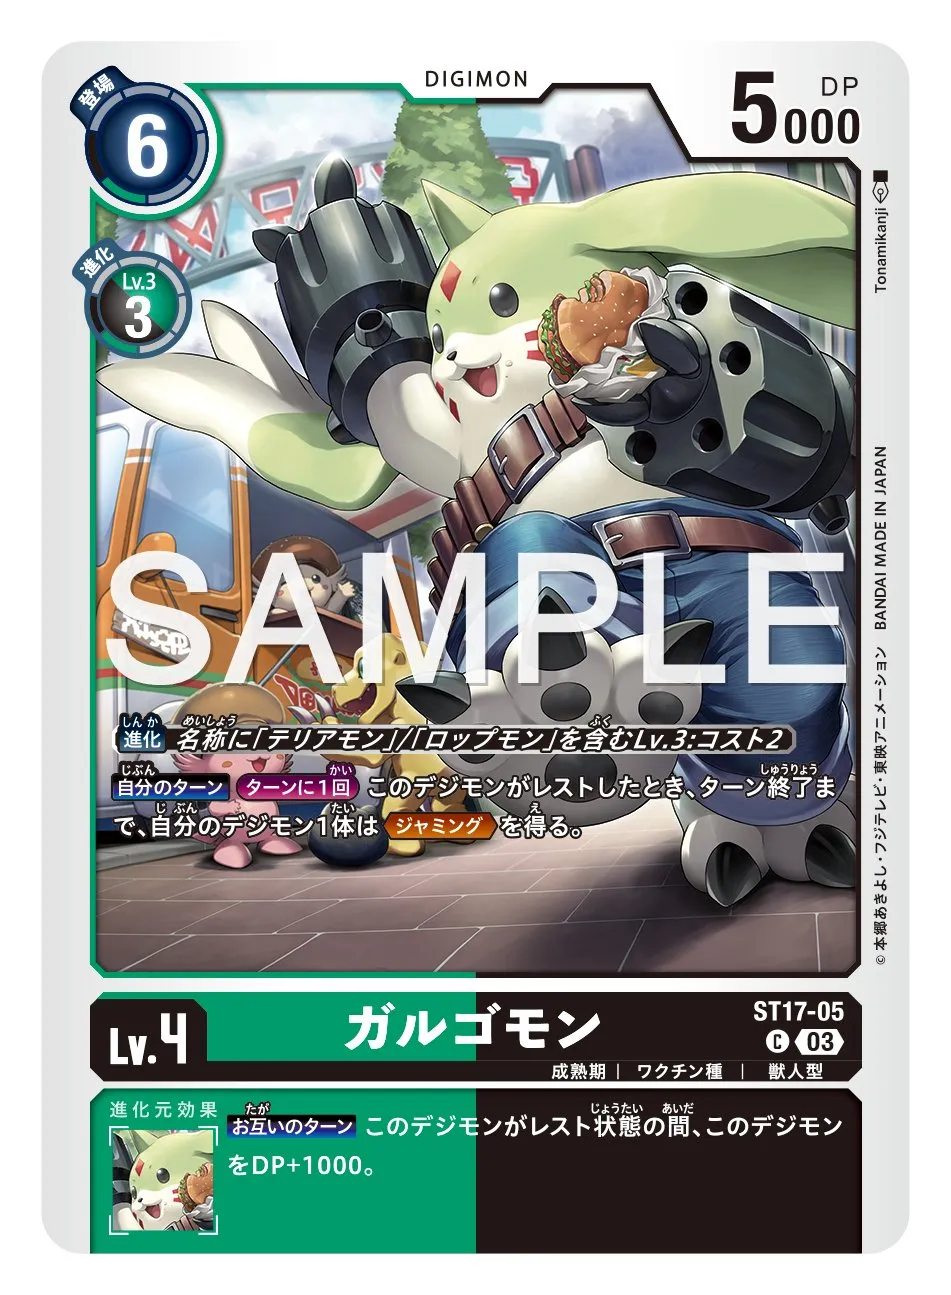 DIGIMON
登場
6
5000
DP
進化
Lv.3
3
Tonamikanji
BANDAI MADE IN JAPAN
©本郷あきよし・フジテレビ・東映アニメーション
SAMPLE
進化 名称に「テリアモン」/「ロップモン」を含むLv.3:コスト2
自分のターン ターンに1回 このデジモンがレストしたとき、ターン終了ま
で、自分のデジモン1体は ジャミング を得る。
Lv.4
ガルゴモン
ST17-05
C 03
成熟期 | ワクチン種 | 獣人型
進化元効果
お互いのターン このデジモンがレスト状態の間、このデジモン
をDP+1000。